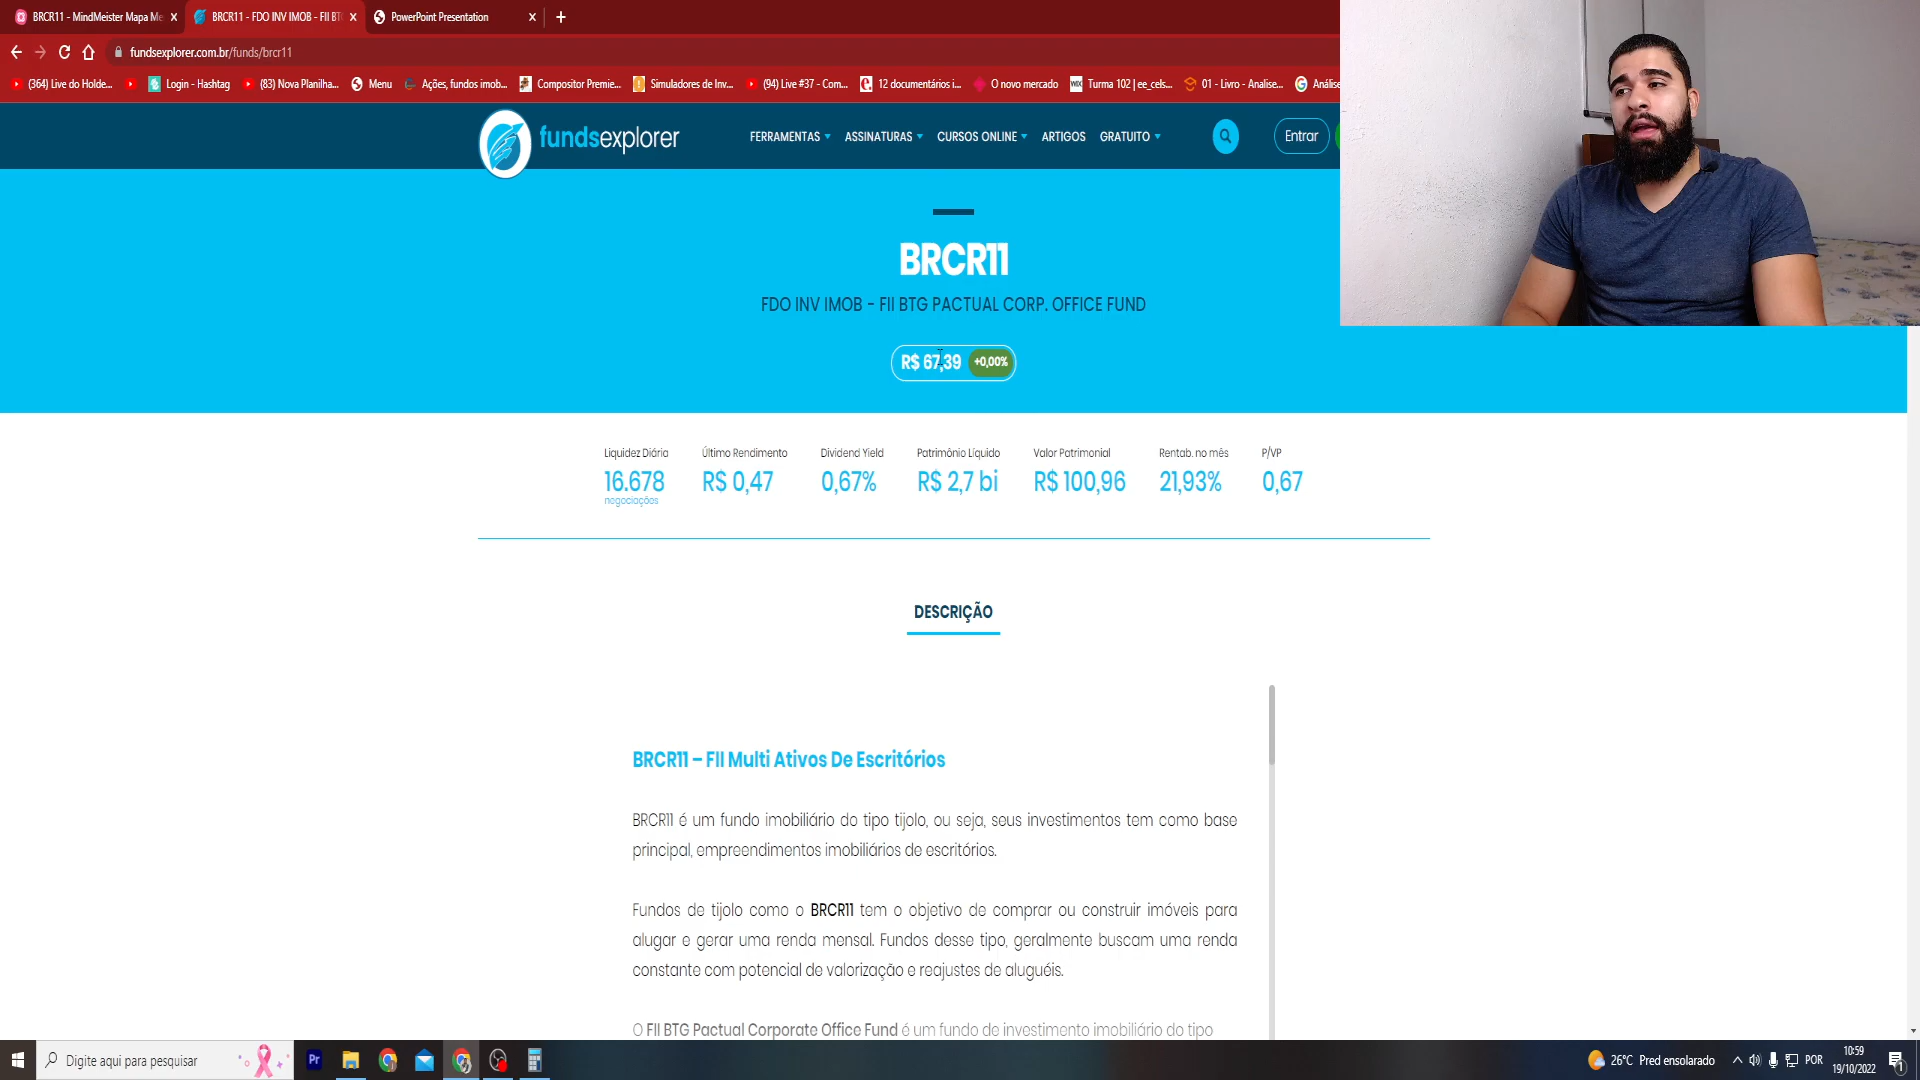 BRCR11 - MindMeister Mapa Me
BRCR11 - FDO INV IMOB - FII BT
PowerPoint Presentation
fundsexplorer.com.br/funds/brcr11
(364) Live do Holde...
Login - Hashtag
(83) Nova Planilha...
Menu
Ações, fundos imob...
Compositor Premie...
Simuladores de Inv...
(94) Live #37 - Com...
12 documentários i...
O novo mercado
Turma 102 | ee_cels...
01 - Livro - Analise...
Análise
fundsexplorer
FERRAMENTAS
ASSINATURAS
CURSOS ONLINE
ARTIGOS
GRATUITO
Entrar
BRCR11
FDO INV IMOB - FII BTG PACTUAL CORP. OFFICE FUND
R$ 67,39
+0,00%
Liquidez Diária
16.678
negociações
Último Rendimento
R$ 0,47
Dividend Yield
0,67%
Patrimônio Líquido
R$ 2,7 bi
Valor Patrimonial
R$ 100,96
Rentab. no mês
21,93%
P/VP
0,67
DESCRIÇÃO
BRCR11 – FII Multi Ativos De Escritórios
BRCR11 é um fundo imobiliário do tipo tijolo, ou seja, seus investimentos tem como base
principal, empreendimentos imobiliários de escritórios.
Fundos de tijolo como o BRCR11 tem o objetivo de comprar ou construir imóveis para
alugar e gerar uma renda mensal. Fundos desse tipo, geralmente buscam uma renda
constante com potencial de valorização e reajustes de aluguéis.
O FII BTG Pactual Corporate Office Fund é um fundo de investimento imobiliário do tipo
Digite aqui para pesquisar
Pr
26°C Pred ensolarado
POR
10:59
19/10/2022
1